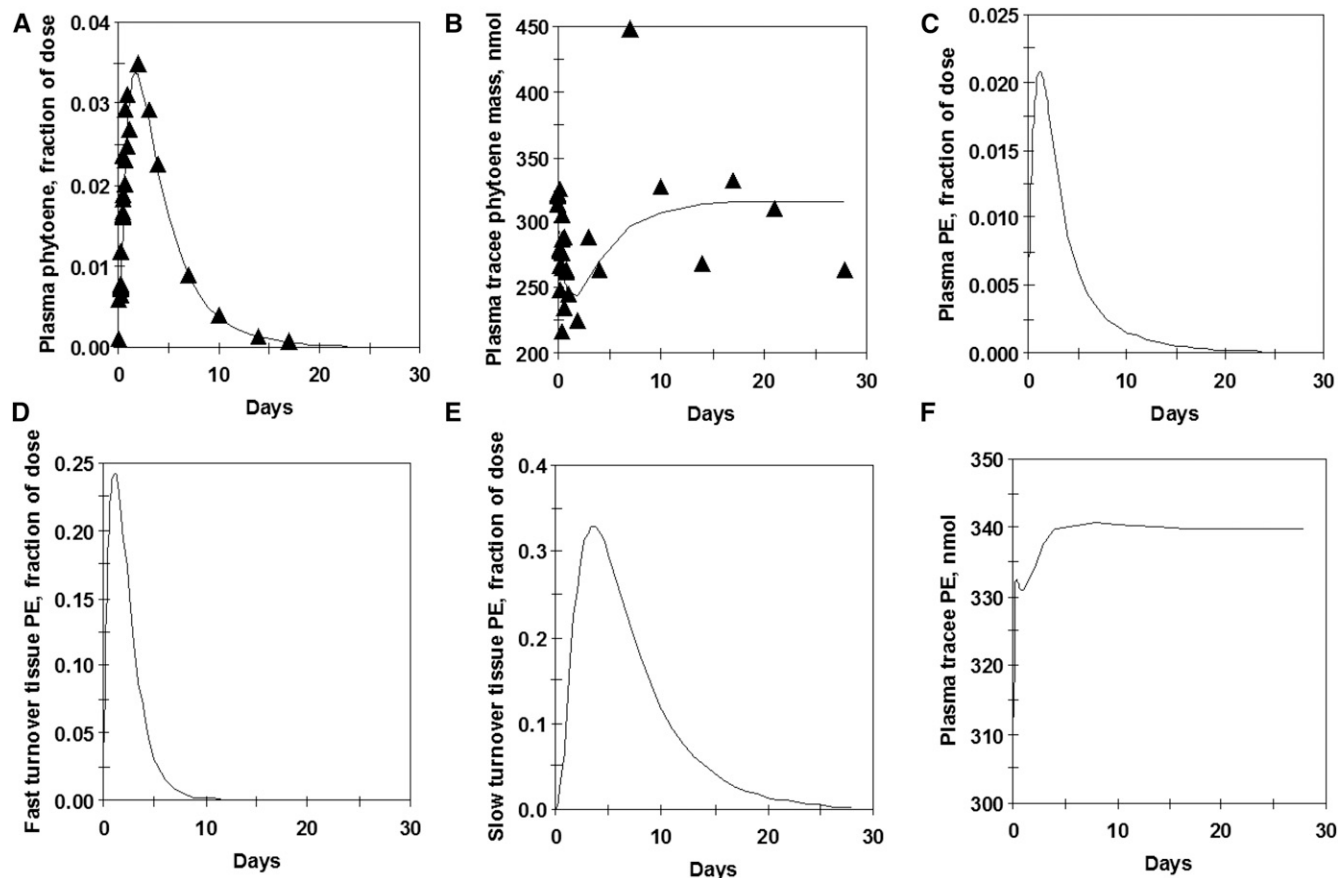 A
Plasma phytoene, fraction of dose
0.04
0.03
0.02
0.01
0.00
0 10 20 30
Days
B
Plasma tracee phytoene mass, nmol
450
400
350
300
250
200
0 10 20 30
Days
C
Plasma PE, fraction of dose
0.025
0.020
0.015
0.010
0.005
0.000
0 10 20 30
Days
D
Fast turnover tissue PE, fraction of dose
0.25
0.20
0.15
0.10
0.05
0.00
0 10 20 30
Days
E
Slow turnover tissue PE, fraction of dose
0.4
0.3
0.2
0.1
0.0
0 10 20 30
Days
F
Plasma tracee PE, nmol
350
340
330
320
310
300
0 10 20 30
Days